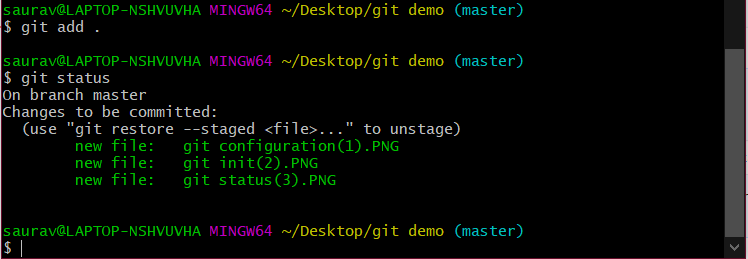 saurav@LAPTOP-NSHVUVHA MINGW64 ~/Desktop/git demo (master)
$ git add .
saurav@LAPTOP-NSHVUVHA MINGW64 ~/Desktop/git demo (master)
$ git status
On branch master
Changes to be committed:
  (use "git restore --staged <file>..." to unstage)
        new file:   git configuration(1).PNG
        new file:   git init(2).PNG
        new file:   git status(3).PNG
saurav@LAPTOP-NSHVUVHA MINGW64 ~/Desktop/git demo (master)
$